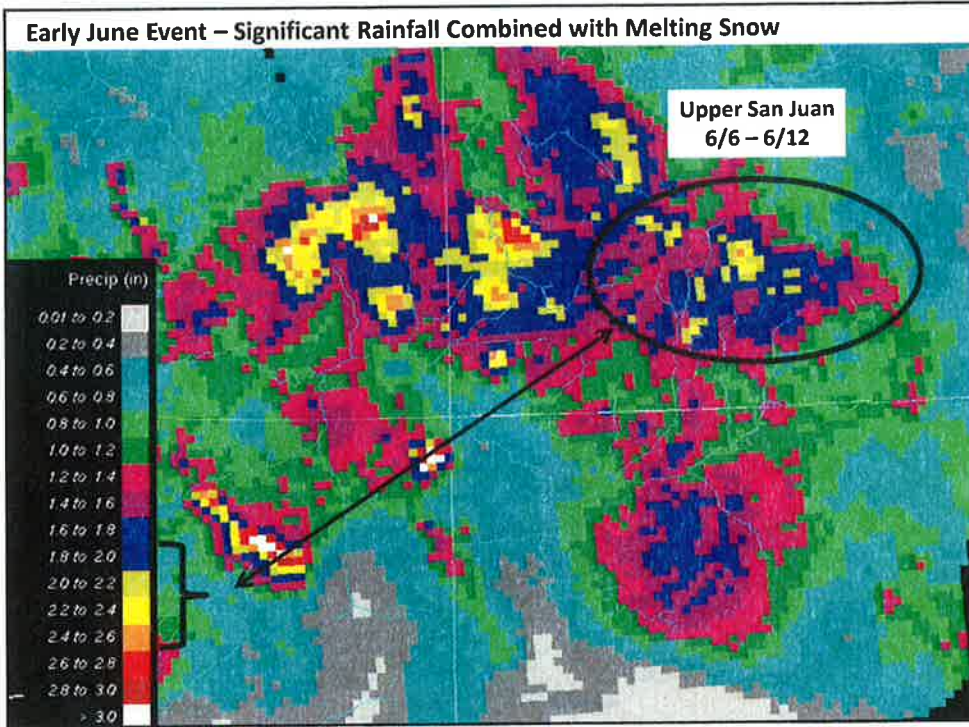 Early June Event – Significant Rainfall Combined with Melting Snow
Upper San Juan
6/6 – 6/12
Precip (in)
0.01 to 0.2
0.2 to 0.4
0.4 to 0.6
0.6 to 0.8
0.8 to 1.0
1.0 to 1.2
1.2 to 1.4
1.4 to 1.6
1.6 to 1.8
1.8 to 2.0
2.0 to 2.2
2.2 to 2.4
2.4 to 2.6
2.6 to 2.8
2.8 to 3.0
> 3.0